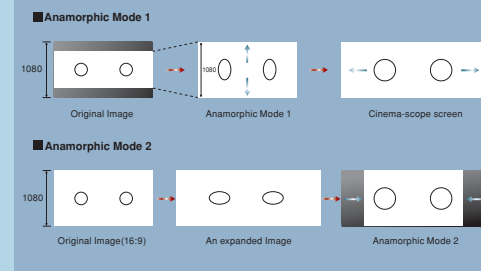 ■Anamorphic Mode 1
1080
1080
Original Image
Anamorphic Mode 1
Cinema-scope screen
■Anamorphic Mode 2
1080
Original Image(16:9)
An expanded Image
Anamorphic Mode 2